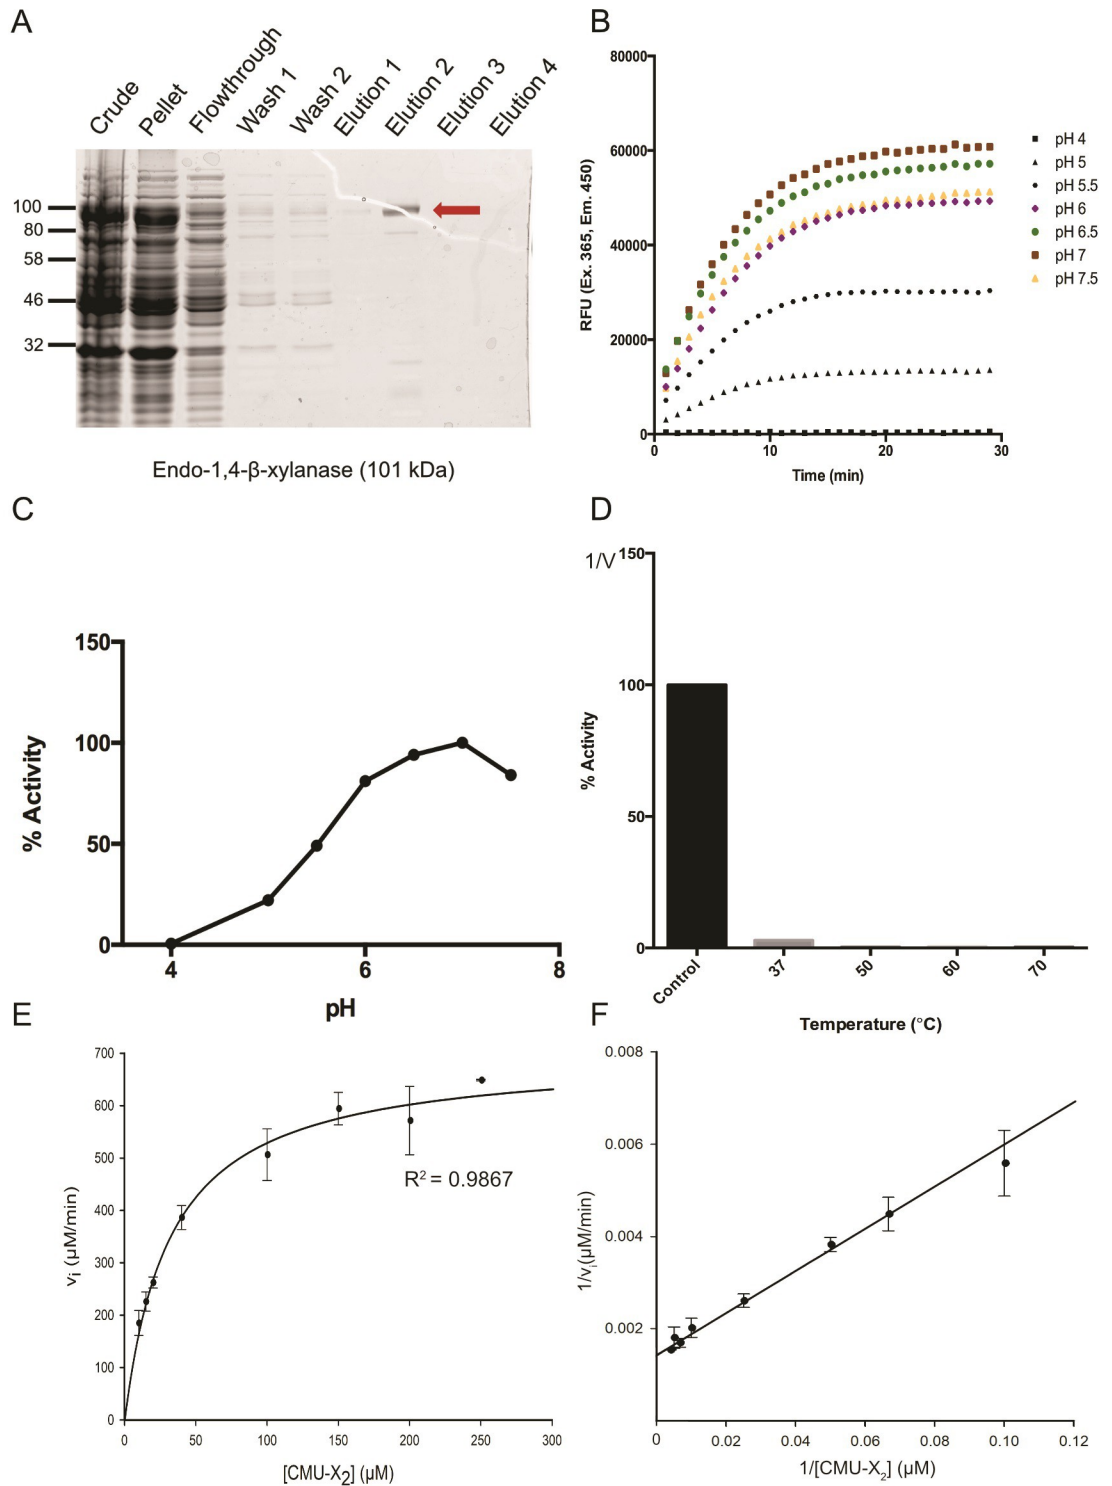 A
Crude
Pellet
Flowthrough
Wash 1
Wash 2
Elution 1
Elution 2
Elution 3
Elution 4
100
80
58
46
32
Endo-1,4-β-xylanase (101 kDa)
B
80000
60000
40000
20000
0
0 10 20 30
RFU (Ex. 365, Em. 450)
Time (min)
pH 4
pH 5
pH 5.5
pH 6
pH 6.5
pH 7
pH 7.5
C
150
100
50
0
4 6 8
% Activity
pH
D
1/V
150
100
50
0
% Activity
Control 37 50 60 70
Temperature (°C)
E
700
600
500
400
300
200
100
0
0 50 100 150 200 250 300
vi (µM/min)
R² = 0.9867
[CMU-X2] (µM)
F
0.008
0.006
0.004
0.002
0 0.02 0.04 0.06 0.08 0.10 0.12
1/vi(µM/min)
1/[CMU-X2] (µM)